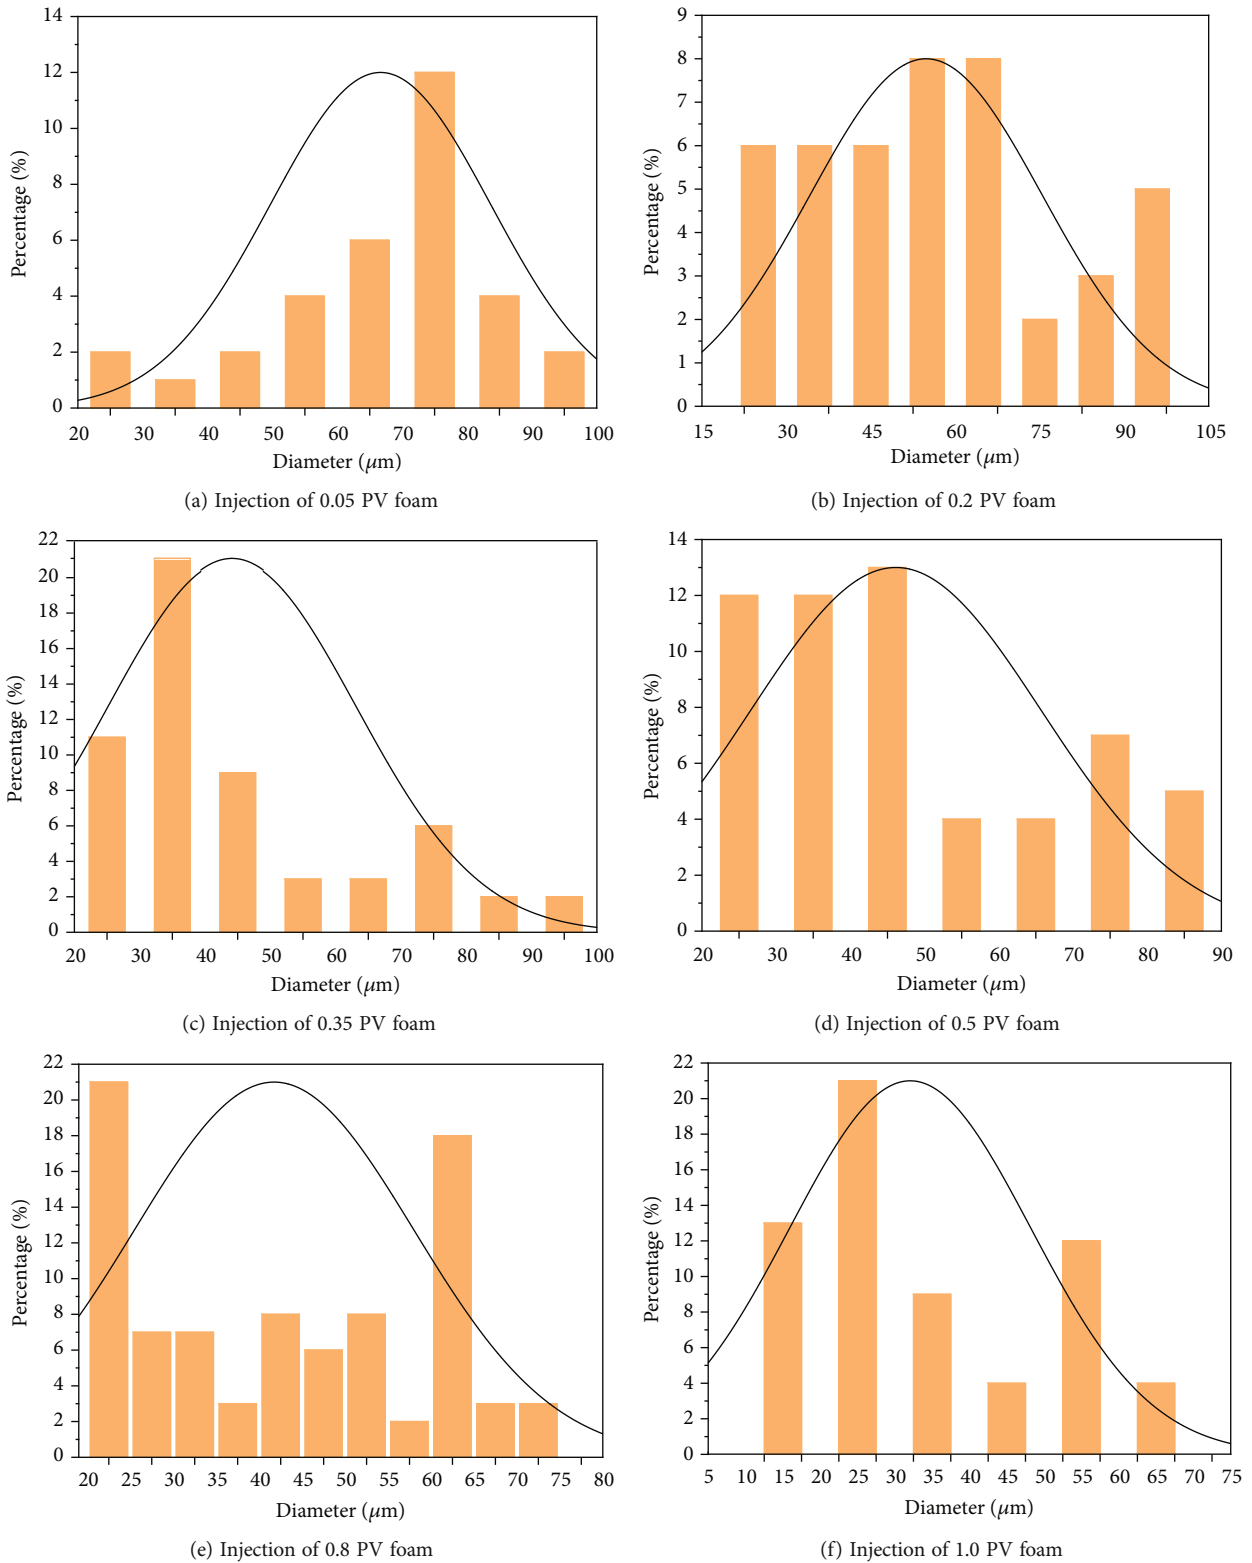 14
12
10
8
6
4
2
0
Percentage (%)
20 30 40 50 60 70 80 90 100
Diameter (μm)
(a) Injection of 0.05 PV foam
9
8
7
6
5
4
3
2
1
0
Percentage (%)
15 30 45 60 75 90 105
Diameter (μm)
(b) Injection of 0.2 PV foam
22
20
18
16
14
12
10
8
6
4
2
0
Percentage (%)
20 30 40 50 60 70 80 90 100
Diameter (μm)
(c) Injection of 0.35 PV foam
14
12
10
8
6
4
2
0
Percentage (%)
20 30 40 50 60 70 80 90
Diameter (μm)
(d) Injection of 0.5 PV foam
22
20
18
16
14
12
10
8
6
4
2
0
Percentage (%)
20 25 30 35 40 45 50 55 60 65 70 75 80
Diameter (μm)
(e) Injection of 0.8 PV foam
22
20
18
16
14
12
10
8
6
4
2
0
Percentage (%)
5 10 15 20 25 30 35 40 45 50 55 60 65 70 75
Diameter (μm)
(f) Injection of 1.0 PV foam